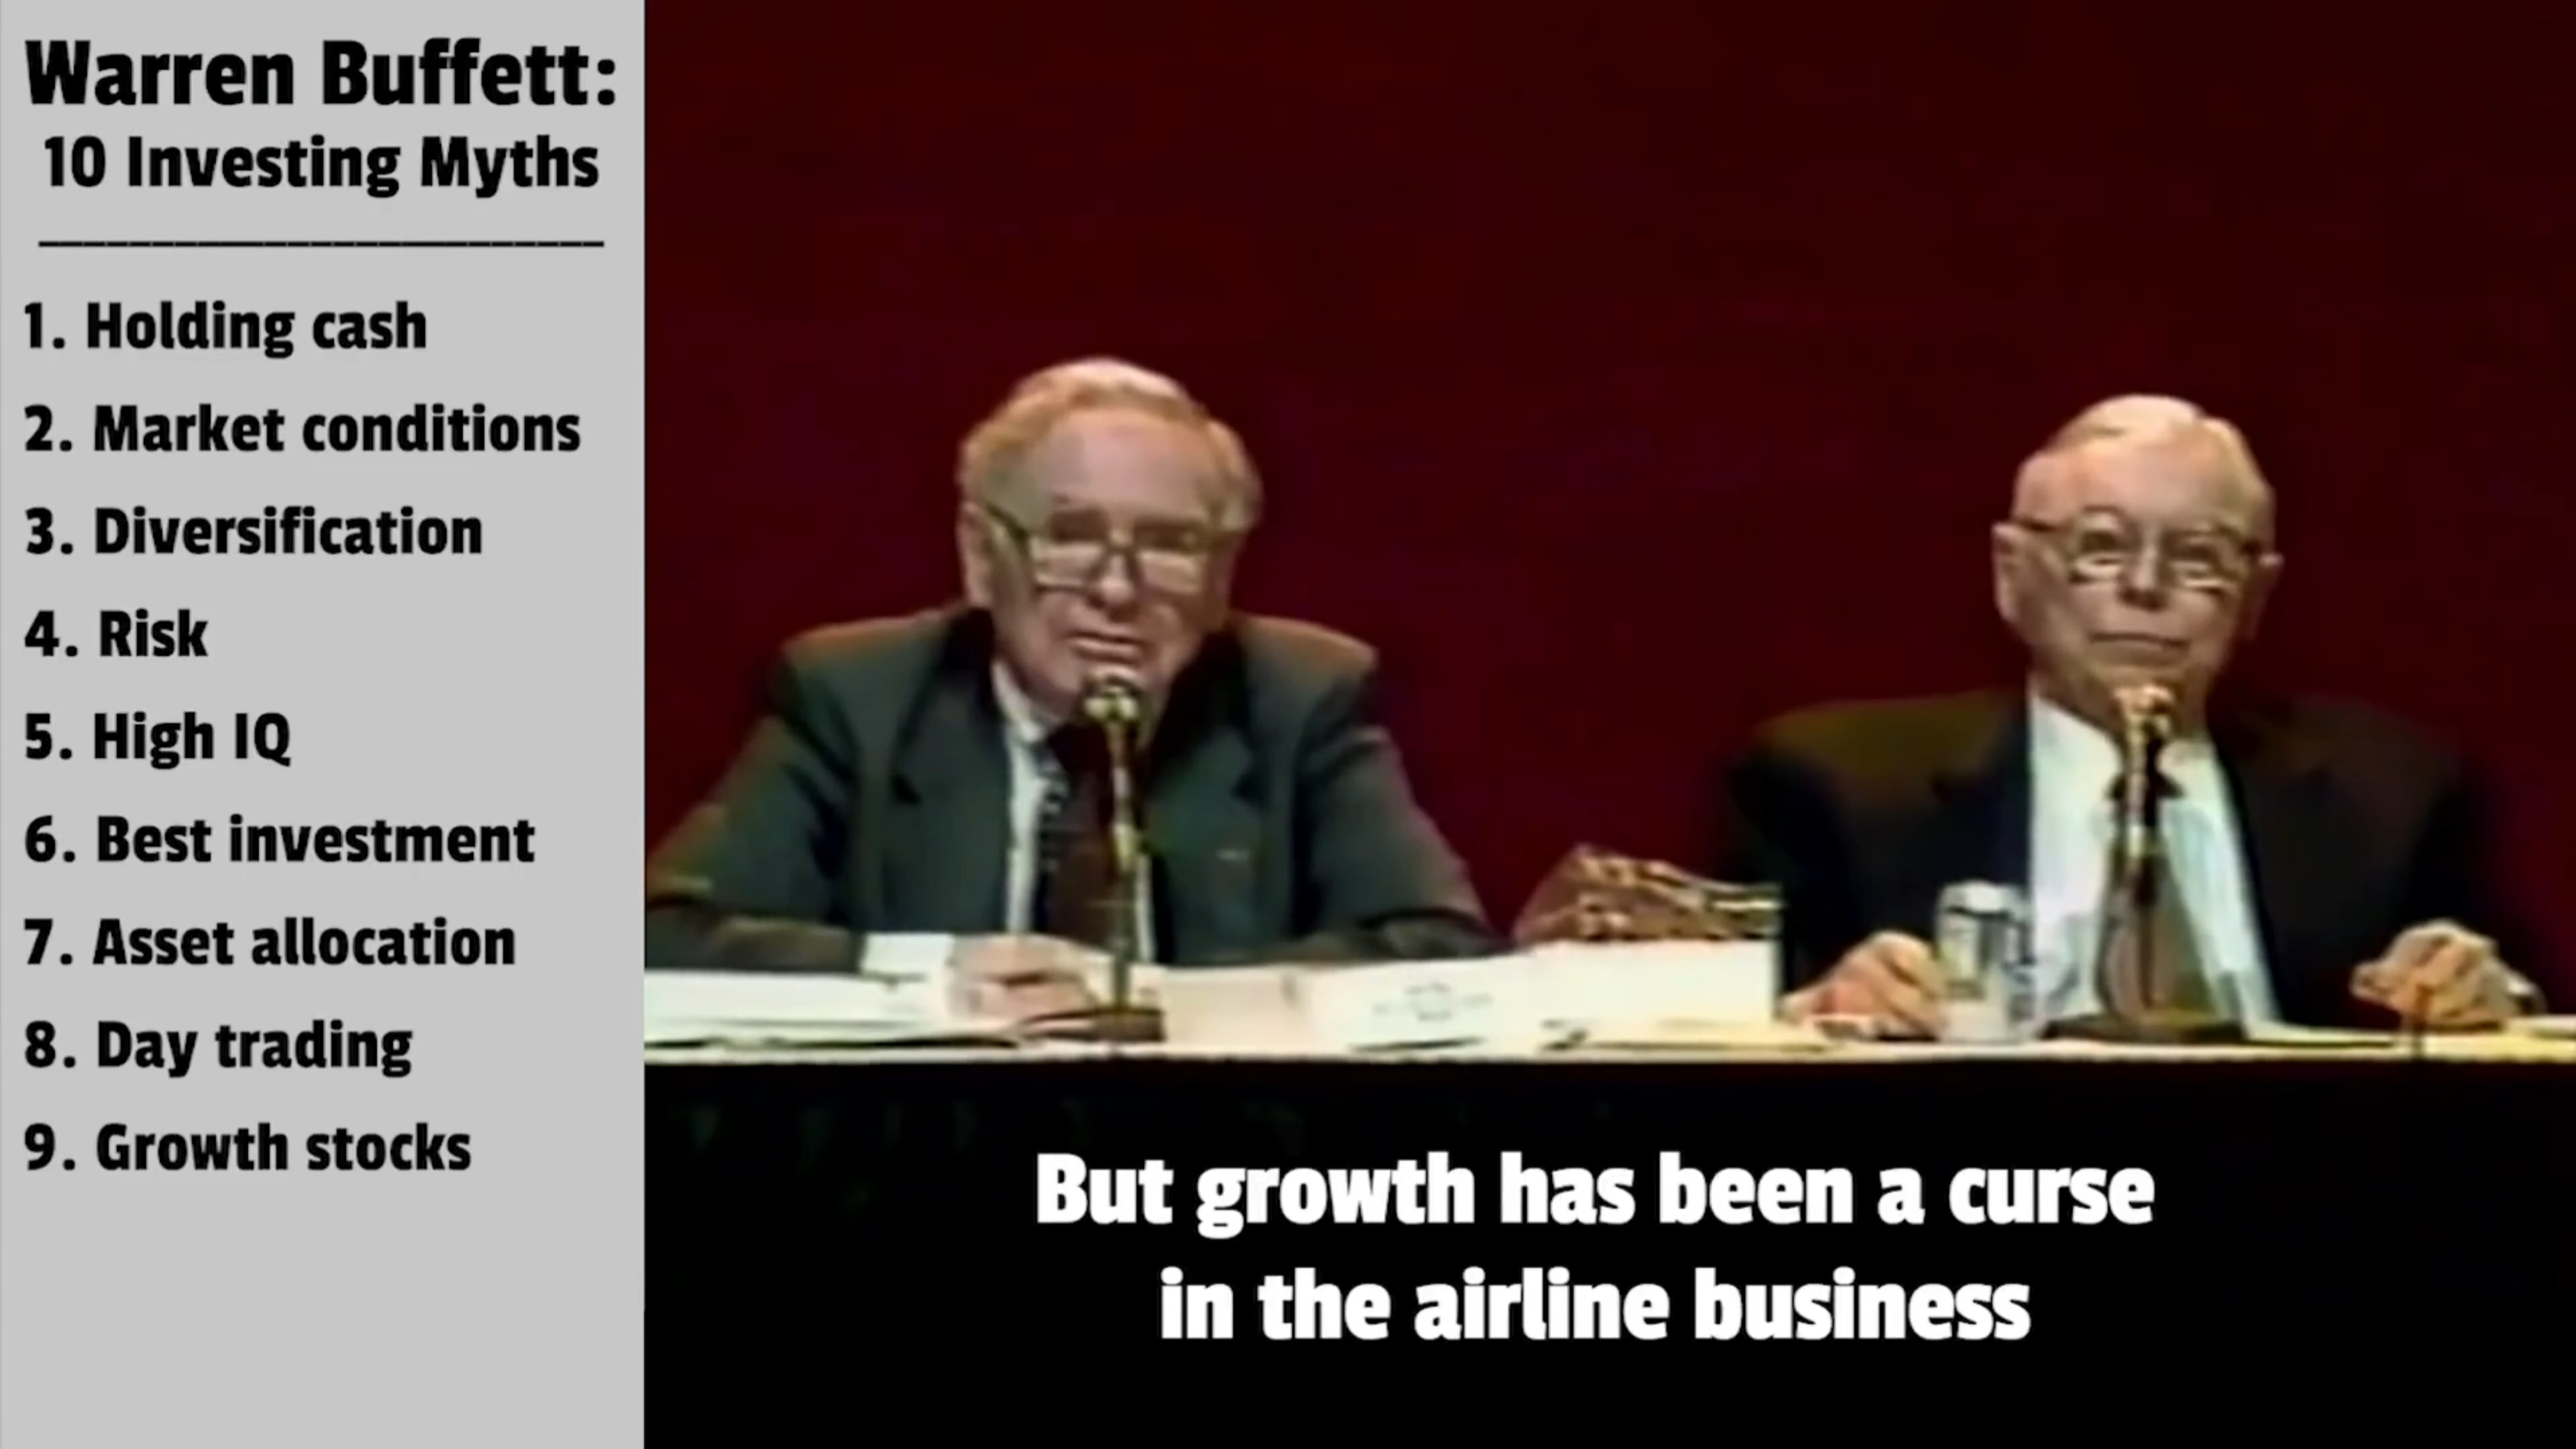 Warren Buffett:
10 Investing Myths
1. Holding cash
2. Market conditions
3. Diversification
4. Risk
5. High IQ
6. Best investment
7. Asset allocation
8. Day trading
9. Growth stocks
But growth has been a curse
in the airline business